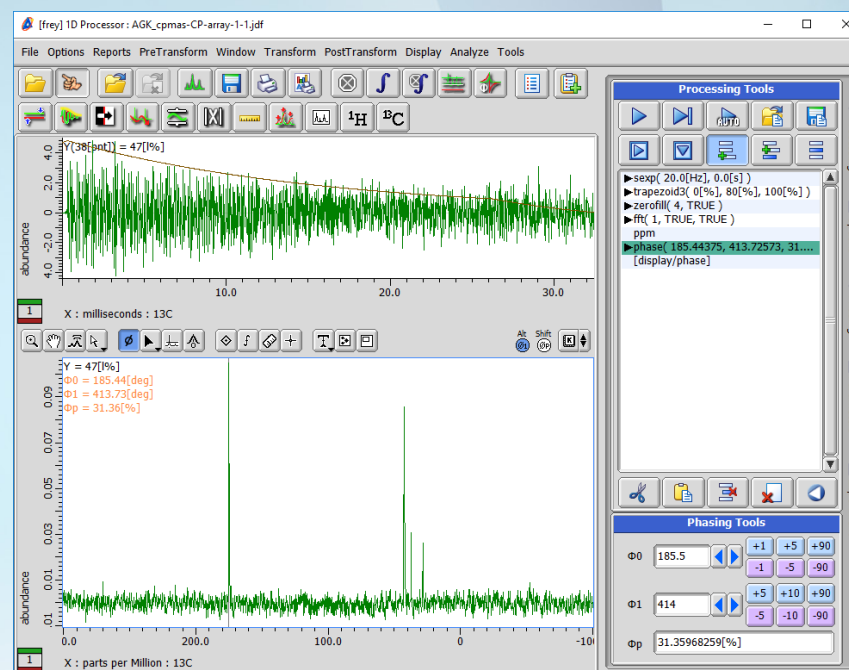 [frey] 1D Processor : AGK_cpmas-CP-array-1-1.jdf
File Options Reports PreTransform Window Transform PostTransform Display Analyze Tools
AUTO
1H
13C
Processing Tools
▶sexp( 20.0[Hz], 0.0[s] )
▶trapezoid3( 0[%], 80[%], 100[%] )
▶zerofill( 4, TRUE )
▶fft( 1, TRUE, TRUE )
ppm
▶phase( 185.44375, 413.72573, 31....
[display/phase]
Y(38[pnt]) = 47[l%]
4.0
2.0
0
-2.0
4.0
abundance
10.0
20.0
30.0
1
X : milliseconds : 13C
Alt
Shift
Y = 47[l%]
Φ0 = 185.44[deg]
Φ1 = 413.73[deg]
Φp = 31.36[%]
0.09
0.07
0.05
0.03
0.01
01
abundance
0.0
200.0
100.0
0
-100
1
X : parts per Million : 13C
Phasing Tools
Φ0
185.5
+1
+5
+90
-1
-5
-90
Φ1
414
+5
+10
+90
-5
-10
-90
Φp
31.35968259[%]